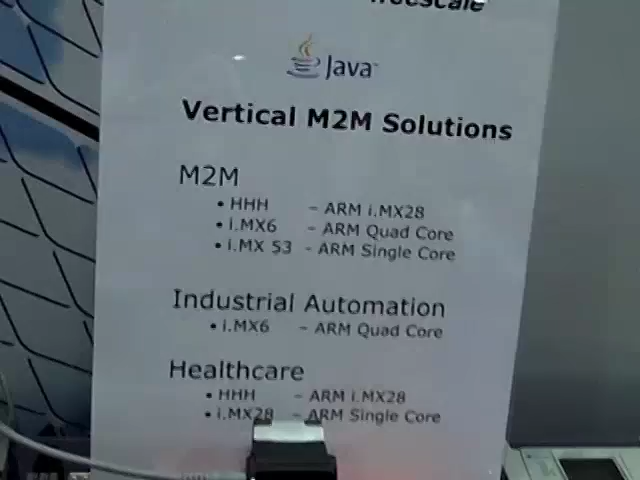 freescale
Java
Vertical M2M Solutions
M2M
• HHH – ARM i.MX28
• i.MX6 – ARM Quad Core
• i.MX 53 – ARM Single Core
Industrial Automation
• i.MX6 – ARM Quad Core
Healthcare
• HHH – ARM i.MX28
• i.MX28 – ARM Single Core